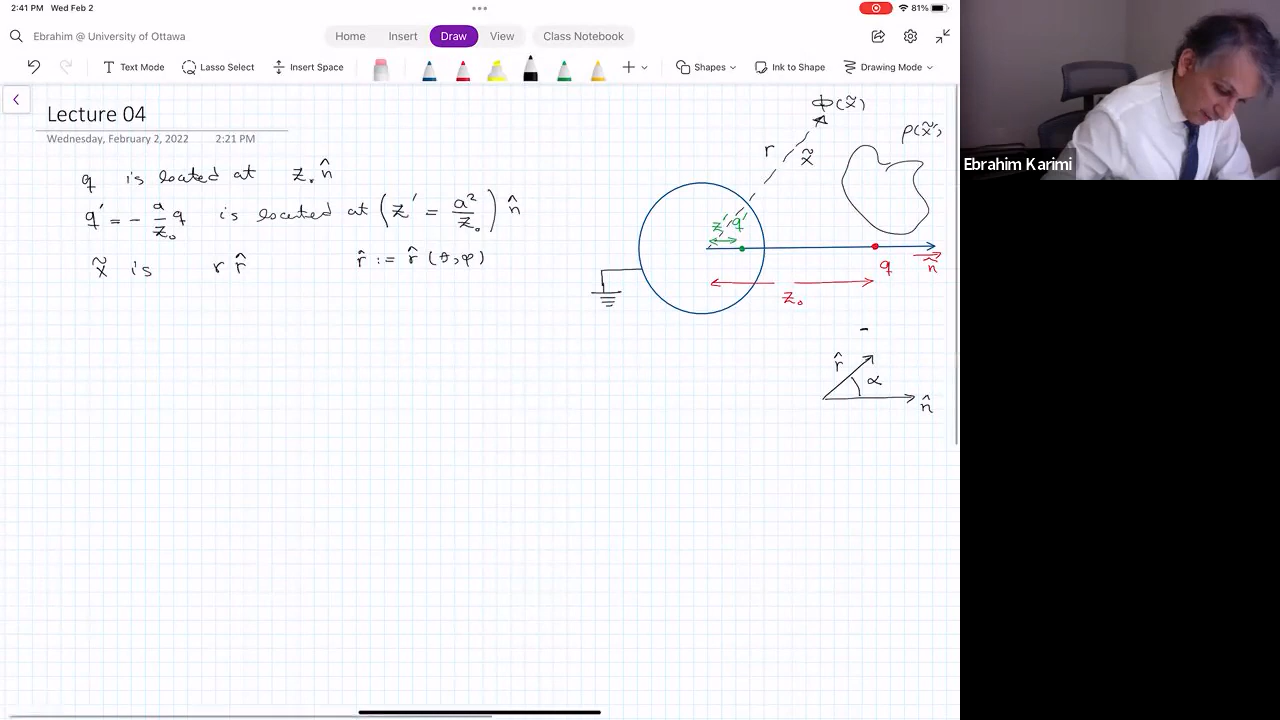 2:41 PM Wed Feb 2
81%
Ebrahim @ University of Ottawa
Home Insert Draw View Class Notebook
Text Mode Lasso Select Insert Space Shapes Ink to Shape Drawing Mode
Lecture 04
Wednesday, February 2, 2022 2:21 PM
q is located at z₀ n̂
q' = - a/z₀ q is located at (z' = a²/z₀) n̂
x̃ is r r̂ r̂ := r̂ (θ, φ)
Φ(x̃)
r
x̃
ρ(x̃')
z' q'
q
n⃗
z₀
-
r̂
α
n̂
Ebrahim Karimi